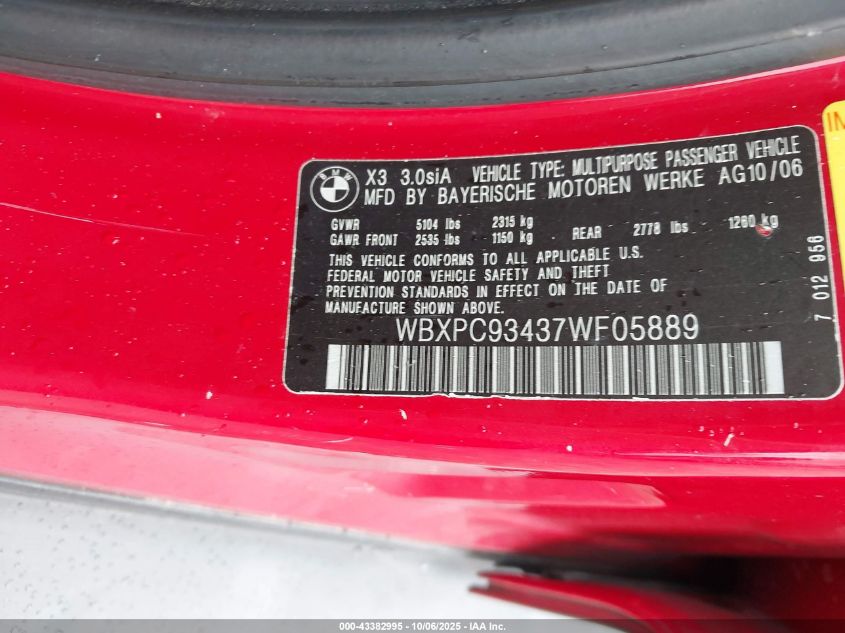 BMW
X3 3.0siA VEHICLE TYPE: MULTIPURPOSE PASSENGER VEHICLE
MFD BY BAYERISCHE MOTOREN WERKE AG10/06
GVWR 5104 lbs 2315 kg
GAWR FRONT 2535 lbs 1150 kg REAR 2778 lbs 1260 kg
THIS VEHICLE CONFORMS TO ALL APPLICABLE U.S.
FEDERAL MOTOR VEHICLE SAFETY AND THEFT
PREVENTION STANDARDS IN EFFECT ON THE DATE OF
MANUFACTURE SHOWN ABOVE.
WBXPC93437WF05889
7 012 956
000-43382995 - 10/06/2025 - IAA Inc.